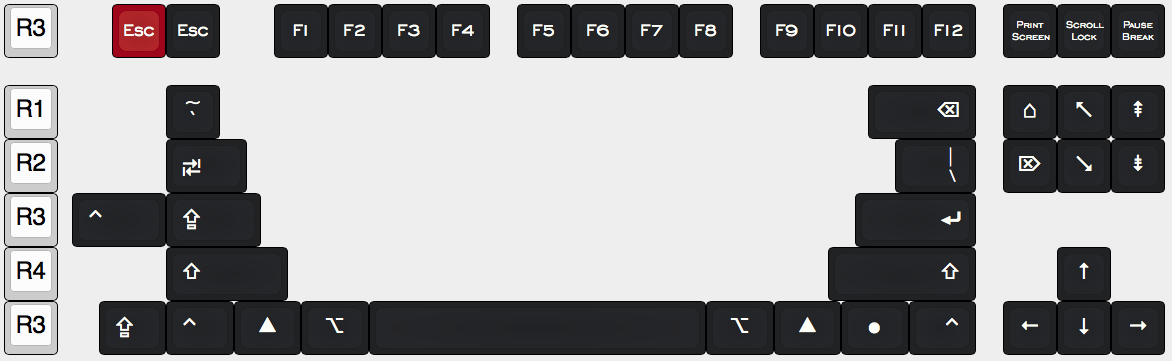 R3 Esc Esc F1 F2 F3 F4 F5 F6 F7 F8 F9 F10 F11 F12 PRINT SCREEN SCROLL LOCK PAUSE BREAK
R1 ~ ` ⌫ ⌂ ↖ ⇞
R2 ⇄ | \ ⌦ ↘ ⇟
R3 ^ ⇪ ↵
R4 ⇧ ⇧ ↑
R3 ⇪ ^ ▲ ⌥ ⌥ ▲ ● ^ ← ↓ →